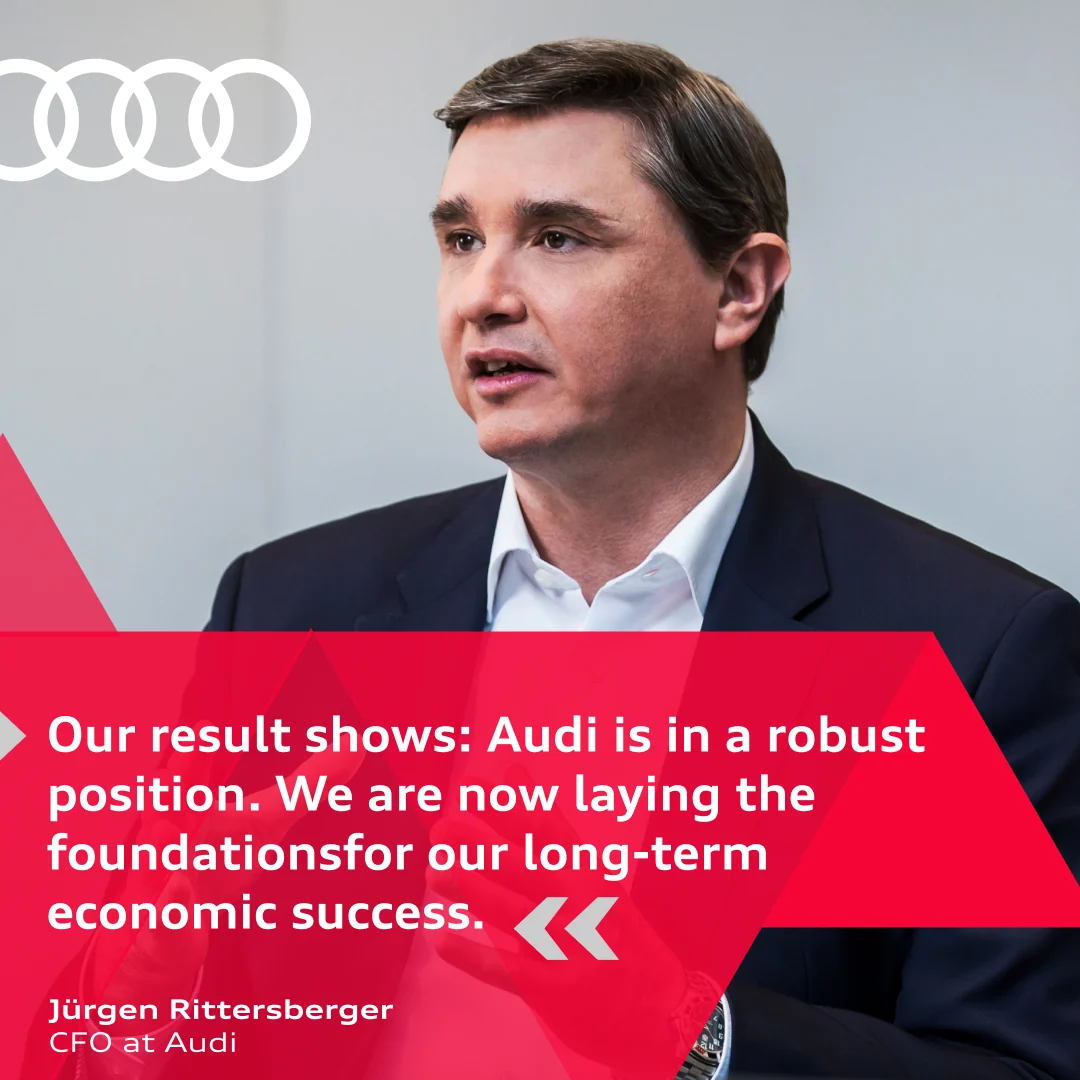 Our result shows: Audi is in a robust
position. We are now laying the
foundationsfor our long-term
economic success.
Jürgen Rittersberger
CFO at Audi